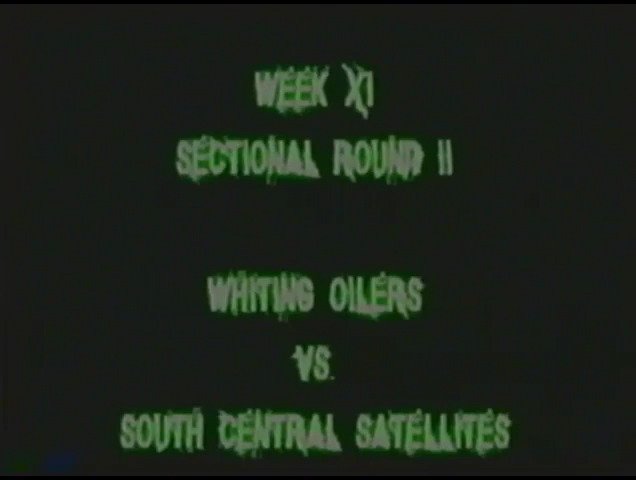 WEEK XI
SECTIONAL ROUND II
WHITING OILERS
VS.
SOUTH CENTRAL SATELLITES